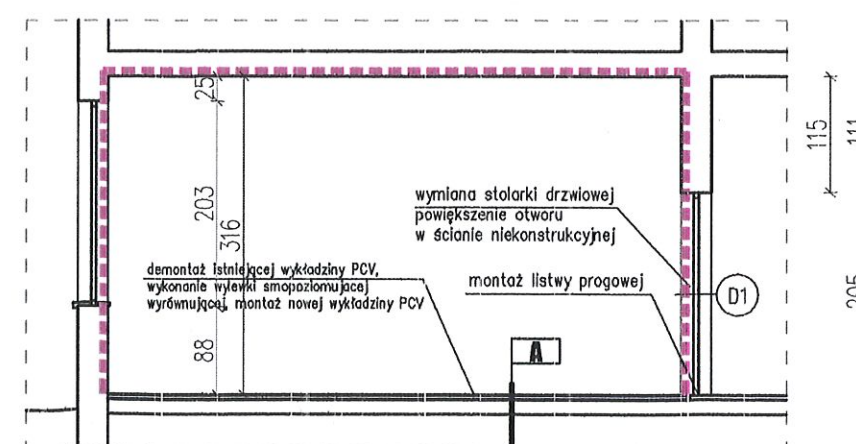 25
203
316
88
115
111
205
wymiana stolarki drzwiowej
powiększenie otworu
w ścianie niekonstrukcyjnej
demontaż istniejącej wykładziny PCV,
wykonanie wylewki smopoziomujacej
wyrównującej, montaż nowej wykładziny PCV
montaż listwy progowej
D1
A